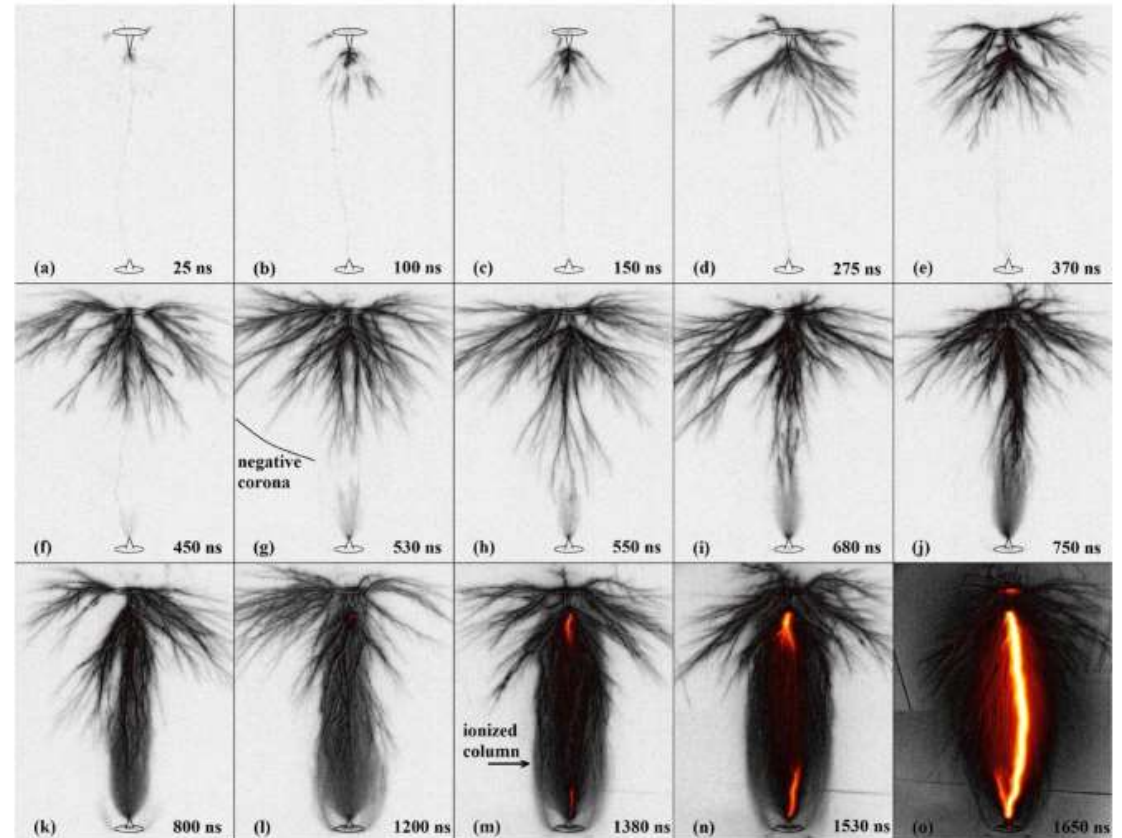 (a) 25 ns
(b) 100 ns
(c) 150 ns
(d) 275 ns
(e) 370 ns
negative
corona
(f) 450 ns
(g) 530 ns
(h) 550 ns
(i) 680 ns
(j) 750 ns
ionized
column
(k) 800 ns
(l) 1200 ns
(m) 1380 ns
(n) 1530 ns
(o) 1650 ns